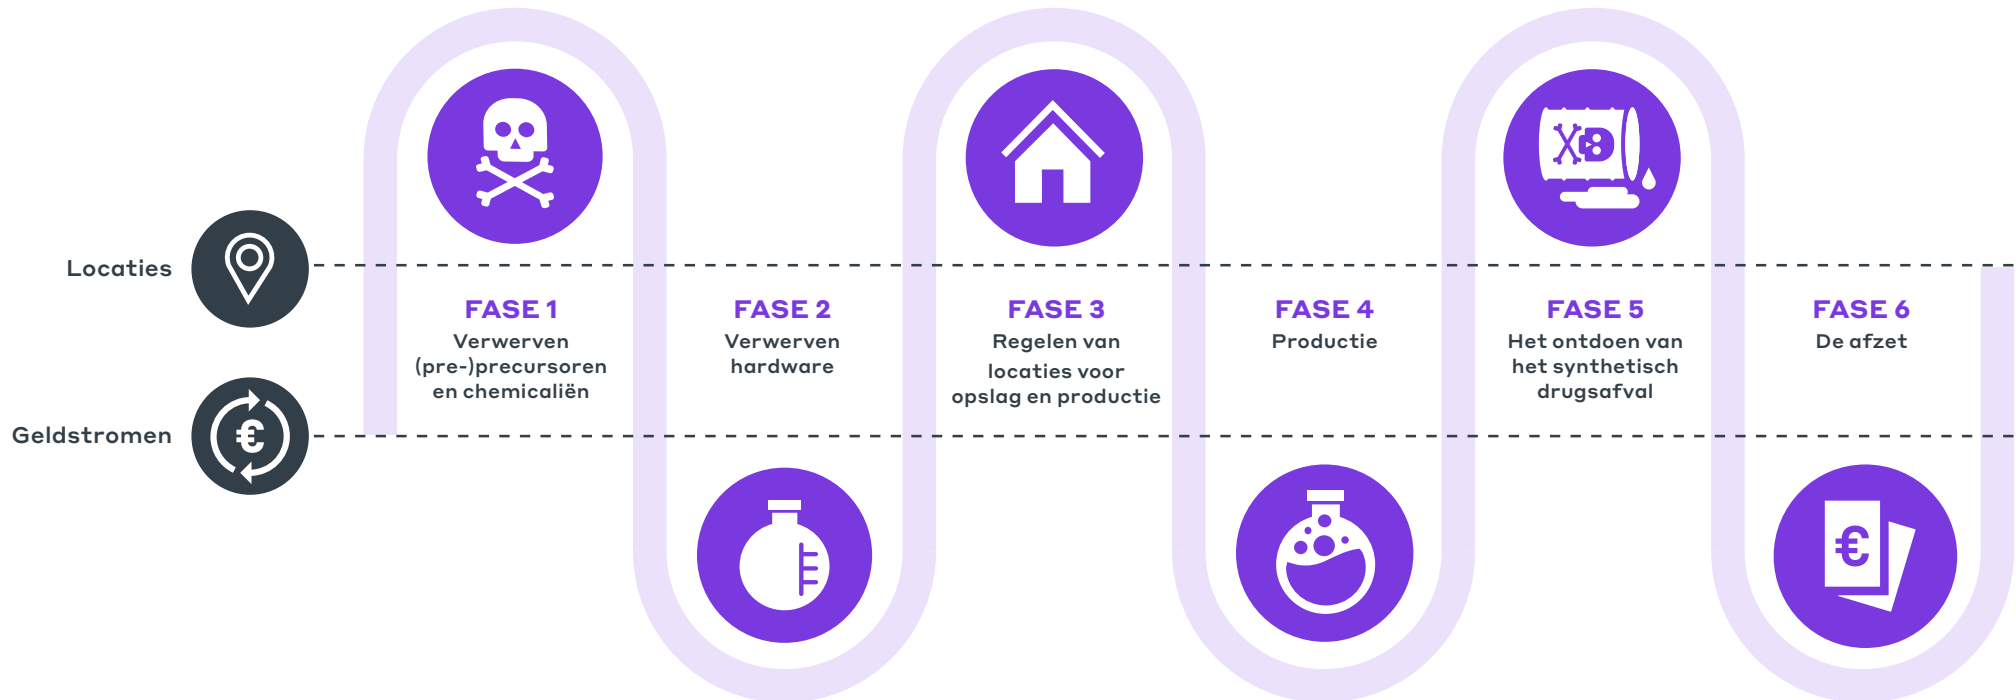 Locaties
Geldstromen
FASE 1
Verwerven
(pre-)precursoren
en chemicaliën
FASE 2
Verwerven
hardware
FASE 3
Regelen van
locaties voor
opslag en productie
FASE 4
Productie
FASE 5
Het ontdoen van
het synthetisch
drugsafval
FASE 6
De afzet
€
€